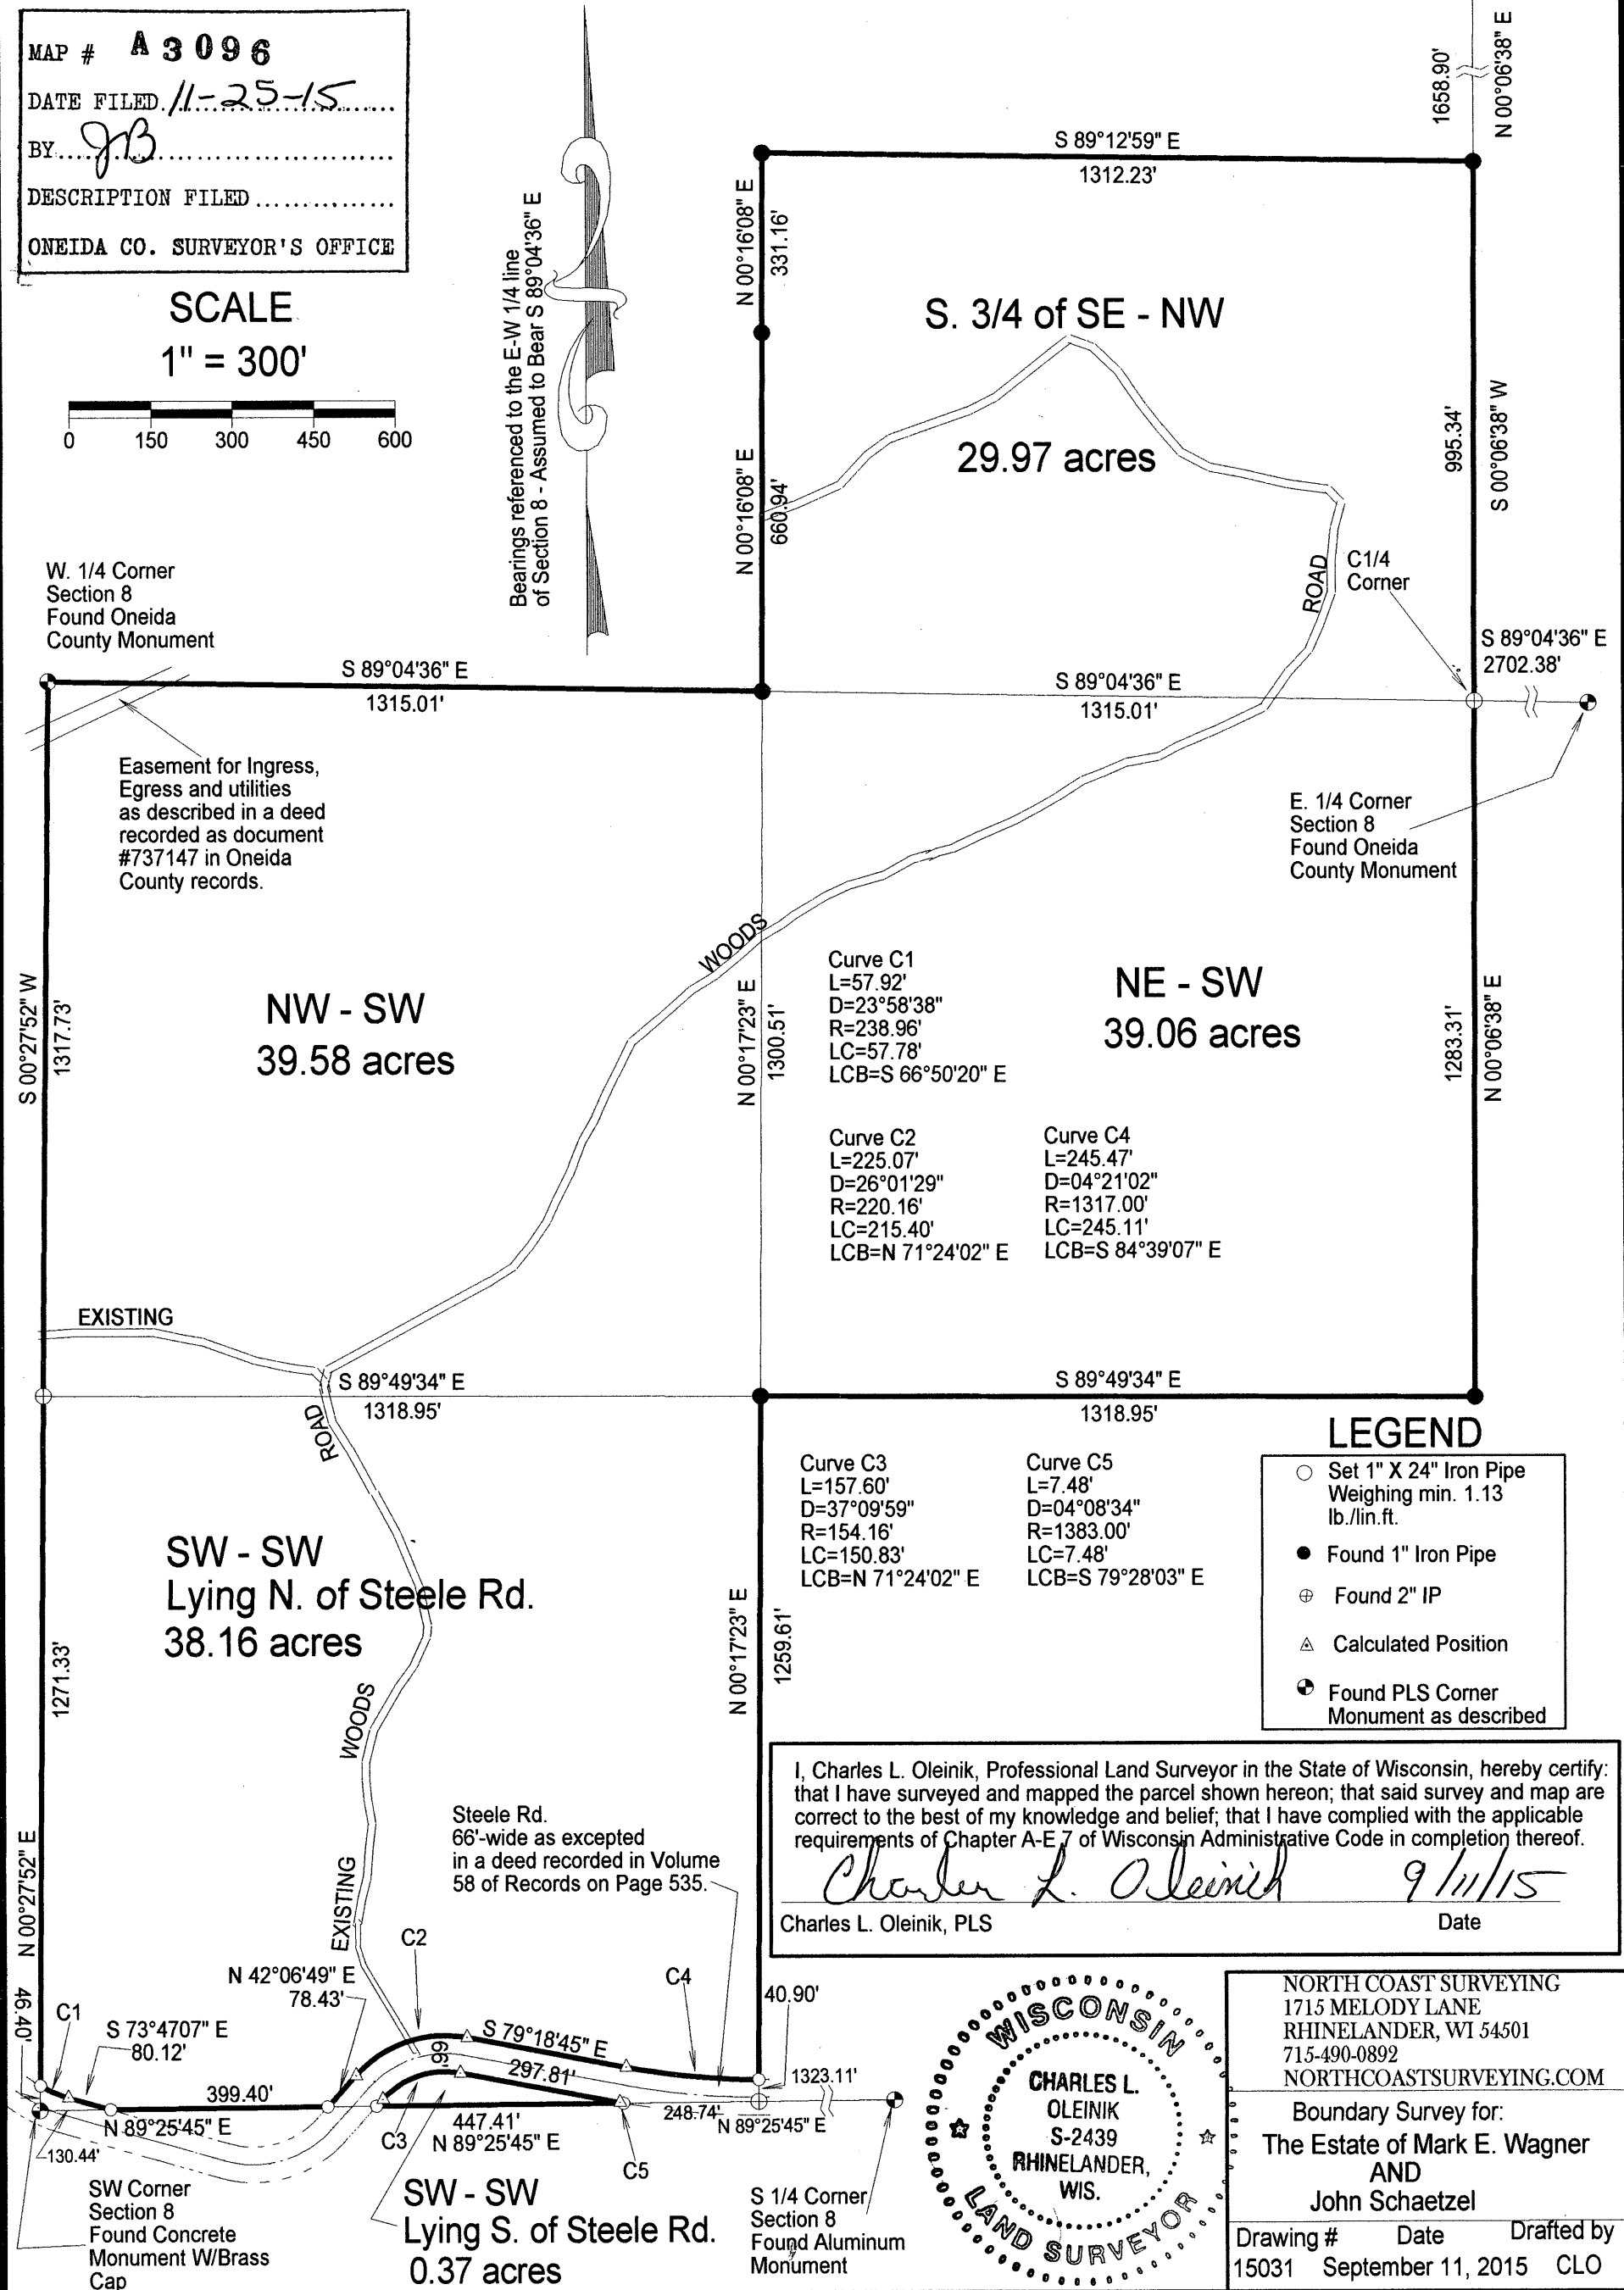 MAP # A3096
DATE FILED 11-25-15
BY JB
DESCRIPTION FILED
ONEIDA CO. SURVEYOR'S OFFICE
SCALE
1" = 300'
0 150 300 450 600
Bearings referenced to the E-W 1/4 line
of Section 8 - Assumed to Bear S 89°04'36" E
1658.90'
N 00°06'38" E
S 89°12'59" E
1312.23'
N 00°16'08" E
331.16'
S. 3/4 of SE - NW
29.97 acres
N 00°16'08" E
660.94'
995.34'
S 00°06'38" W
ROAD
C1/4
Corner
W. 1/4 Corner
Section 8
Found Oneida
County Monument
S 89°04'36" E
1315.01'
S 89°04'36" E
1315.01'
S 89°04'36" E
2702.38'
Easement for Ingress,
Egress and utilities
as described in a deed
recorded as document
#737147 in Oneida
County records.
E. 1/4 Corner
Section 8
Found Oneida
County Monument
WOODS
S 00°27'52" W
1317.73'
NW - SW
39.58 acres
N 00°17'23" E
1300.51'
Curve C1
L=57.92'
D=23°58'38"
R=238.96'
LC=57.78'
LCB=S 66°50'20" E
NE - SW
39.06 acres
1283.31'
N 00°06'38" E
Curve C2
L=225.07'
D=26°01'29"
R=220.16'
LC=215.40'
LCB=N 71°24'02" E
Curve C4
L=245.47'
D=04°21'02"
R=1317.00'
LC=245.11'
LCB=S 84°39'07" E
EXISTING
S 89°49'34" E
1318.95'
S 89°49'34" E
1318.95'
ROAD
Curve C3
L=157.60'
D=37°09'59"
R=154.16'
LC=150.83'
LCB=N 71°24'02" E
Curve C5
L=7.48'
D=04°08'34"
R=1383.00'
LC=7.48'
LCB=S 79°28'03" E
LEGEND
Set 1" X 24" Iron Pipe
Weighing min. 1.13
lb./lin.ft.
Found 1" Iron Pipe
Found 2" IP
Calculated Position
Found PLS Corner
Monument as described
SW - SW
Lying N. of Steele Rd.
38.16 acres
1271.33'
N 00°27'52" E
N 00°17'23" E
1259.61'
WOODS
EXISTING
Steele Rd.
66'-wide as excepted
in a deed recorded in Volume
58 of Records on Page 535.
I, Charles L. Oleinik, Professional Land Surveyor in the State of Wisconsin, hereby certify:
that I have surveyed and mapped the parcel shown hereon; that said survey and map are
correct to the best of my knowledge and belief; that I have complied with the applicable
requirements of Chapter A-E 7 of Wisconsin Administrative Code in completion thereof.
Charles L. Oleinik 9/11/15
Charles L. Oleinik, PLS Date
46.40'
C1
S 73°4707" E
80.12'
N 42°06'49" E
78.43'
C2
C4
40.90'
S 79°18'45" E
297.81'
66'
1323.11'
399.40'
N 89°25'45" E
130.44'
C3
447.41'
N 89°25'45" E
C5
248.74'
N 89°25'45" E
SW Corner
Section 8
Found Concrete
Monument W/Brass
Cap
SW - SW
Lying S. of Steele Rd.
0.37 acres
S 1/4 Corner
Section 8
Found Aluminum
Monument
WISCONSIN
CHARLES L.
OLEINIK
S-2439
RHINELANDER,
WIS.
LAND SURVEYOR
NORTH COAST SURVEYING
1715 MELODY LANE
RHINELANDER, WI 54501
715-490-0892
NORTHCOASTSURVEYING.COM
Boundary Survey for:
The Estate of Mark E. Wagner
AND
John Schaetzel
Drawing # Date Drafted by
15031 September 11, 2015 CLO